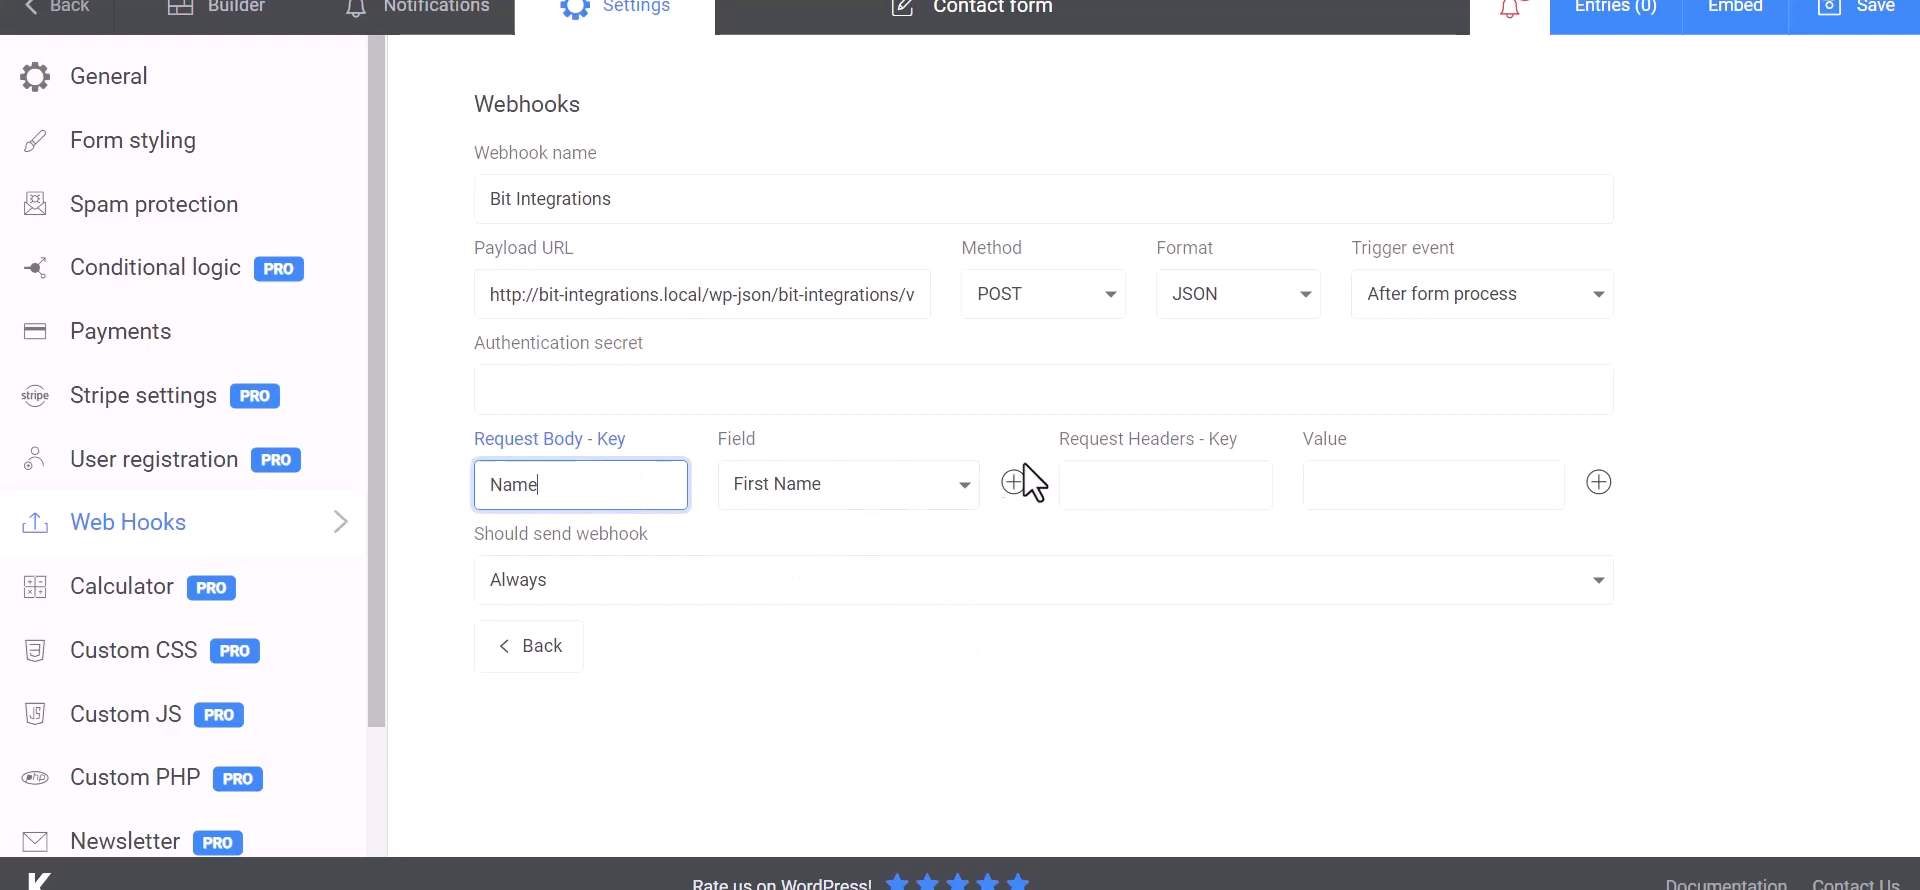 Back
Builder
Notifications
Settings
Contact form
Entries (0)
Embed
Save
General
Form styling
Spam protection
Conditional logic PRO
Payments
stripe Stripe settings PRO
User registration PRO
Web Hooks
Calculator PRO
Custom CSS PRO
JS Custom JS PRO
php Custom PHP PRO
Newsletter PRO
Webhooks
Webhook name
Bit Integrations
Payload URL Method Format Trigger event
http://bit-integrations.local/wp-json/bit-integrations/v POST JSON After form process
Authentication secret
Request Body - Key Field Request Headers - Key Value
Name First Name
Should send webhook
Always
Back
K
Rate us on WordPress!
Documentation
Contact Us